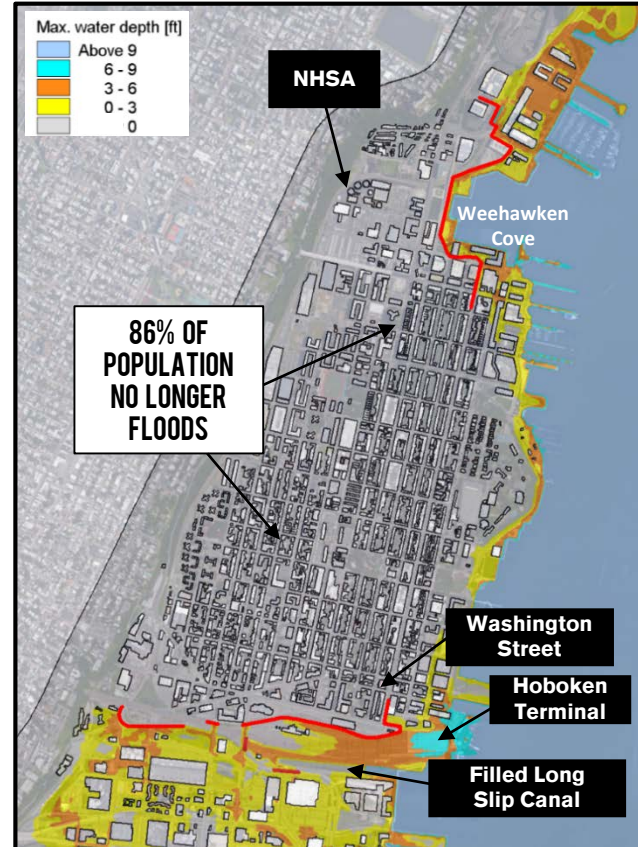 Max. water depth [ft]
Above 9
6 - 9
3 - 6
0 - 3
0
NHSA
Weehawken
Cove
86% OF
POPULATION
NO LONGER
FLOODS
Washington
Street
Hoboken
Terminal
Filled Long
Slip Canal